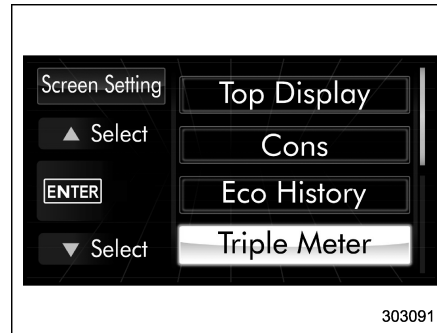 Screen Setting
▲ Select
ENTER
▼ Select
Top Display
Cons
Eco History
Triple Meter
303091